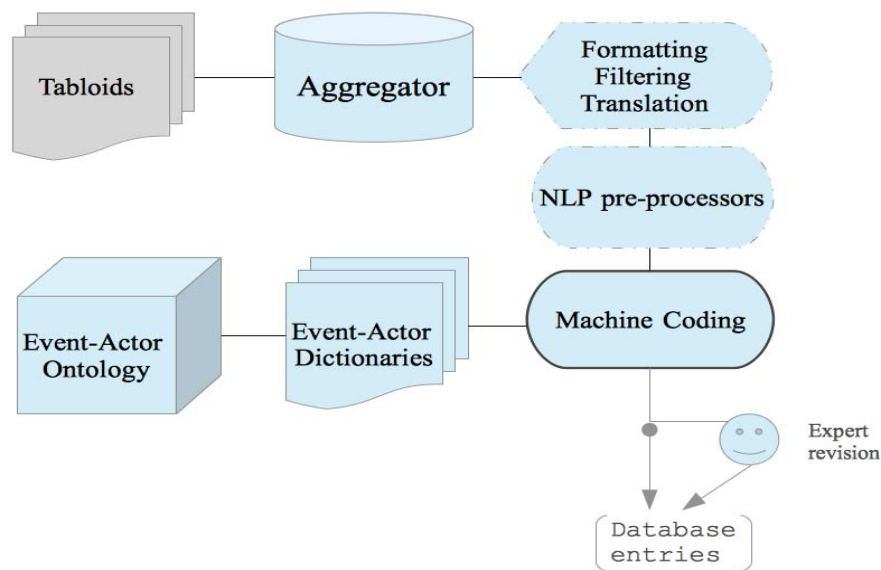 Tabloids
Aggregator
Formatting
Filtering
Translation
NLP pre-processors
Event-Actor
Ontology
Event-Actor
Dictionaries
Machine Coding
Expert
revision
Database
entries